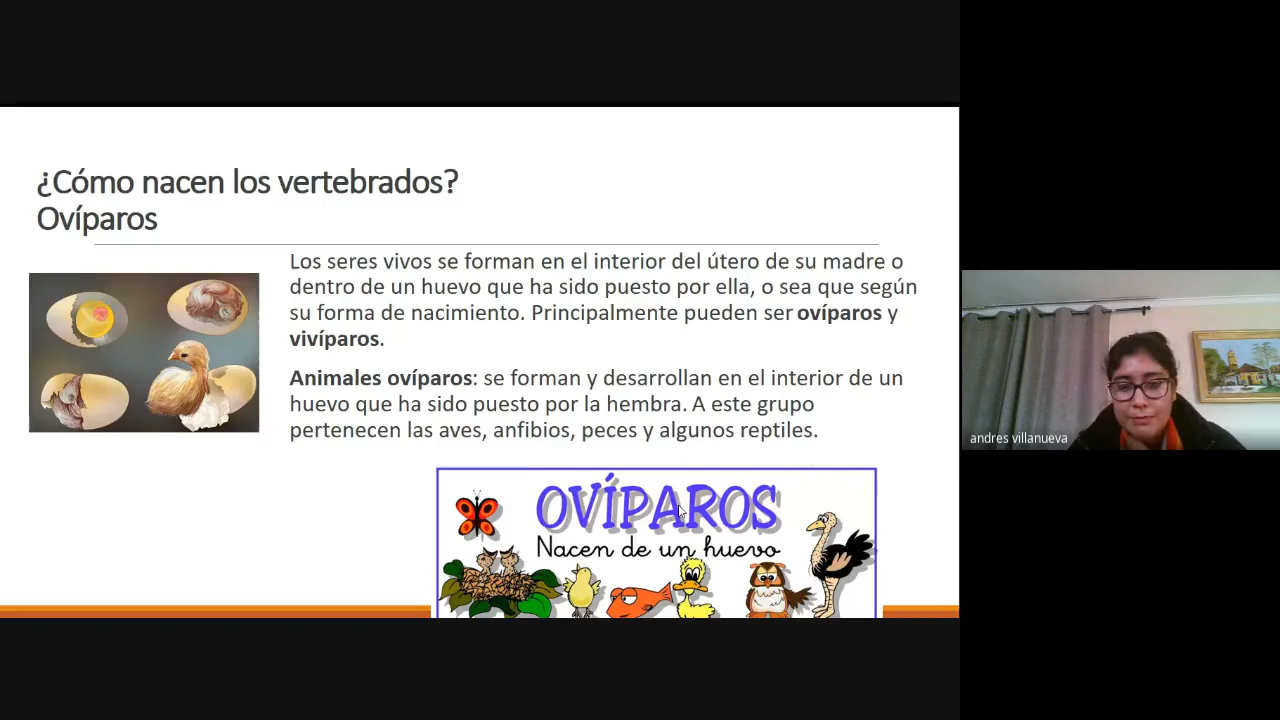 ¿Cómo nacen los vertebrados?
Ovíparos
Los seres vivos se forman en el interior del útero de su madre o
dentro de un huevo que ha sido puesto por ella, o sea que según
su forma de nacimiento. Principalmente pueden ser ovíparos y
vivíparos.
Animales ovíparos: se forman y desarrollan en el interior de un
huevo que ha sido puesto por la hembra. A este grupo
pertenecen las aves, anfibios, peces y algunos reptiles.
OVÍPAROS
Nacen de un huevo
andres villanueva